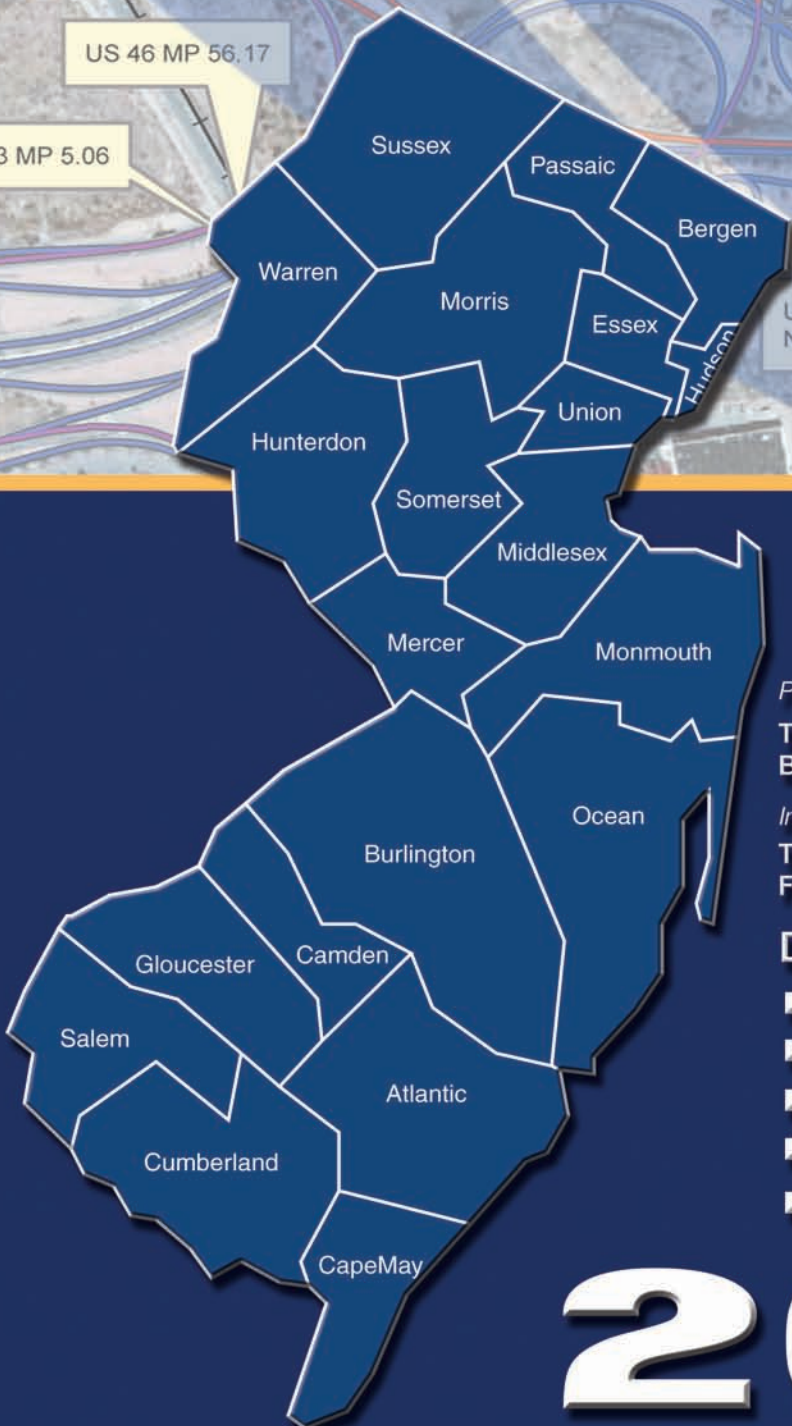 US 46 MP 56.17
3 MP 5.06
Sussex
Passaic
Bergen
Warren
Morris
Essex
Hudson
Union
Hunterdon
Somerset
Middlesex
Mercer
Monmouth
Ocean
Burlington
Camden
Gloucester
Salem
Atlantic
Cumberland
CapeMay
2